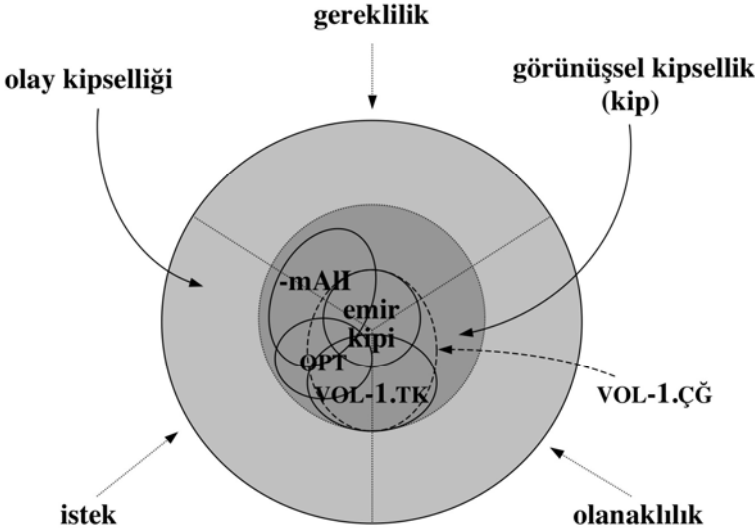 gereklilik
olay kipselliği
görünüşsel kipsellik
(kip)
-mAlI
emir
kipi
OPT
VOL-1.TK
VOL-1.ÇĞ
istek
olanaklılık